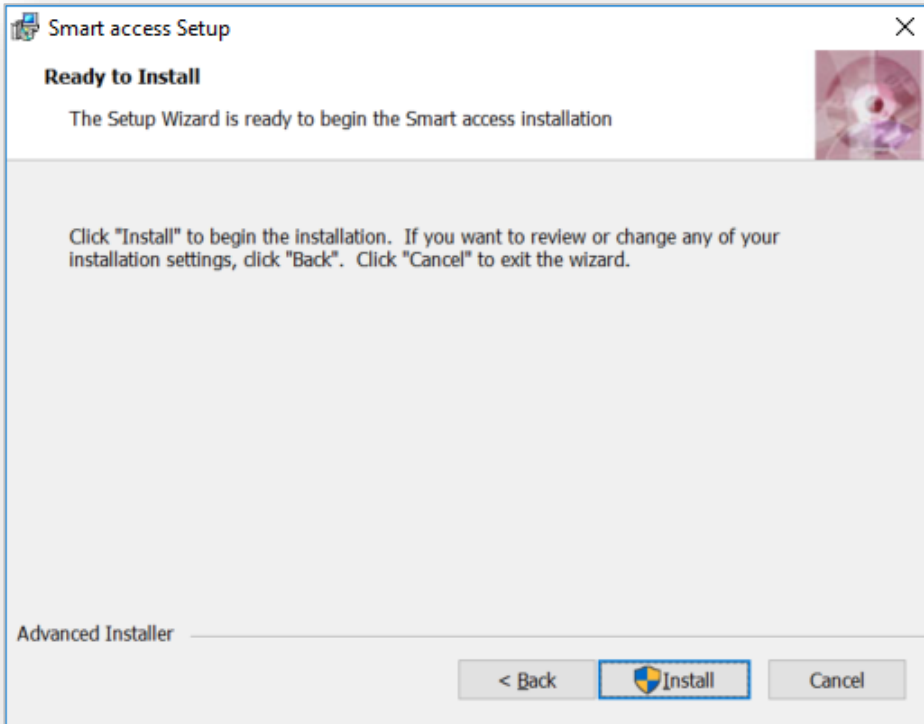 Smart access Setup
Ready to Install
The Setup Wizard is ready to begin the Smart access installation
Click "Install" to begin the installation.  If you want to review or change any of your
installation settings, click "Back".  Click "Cancel" to exit the wizard.
Advanced Installer
< Back
Install
Cancel